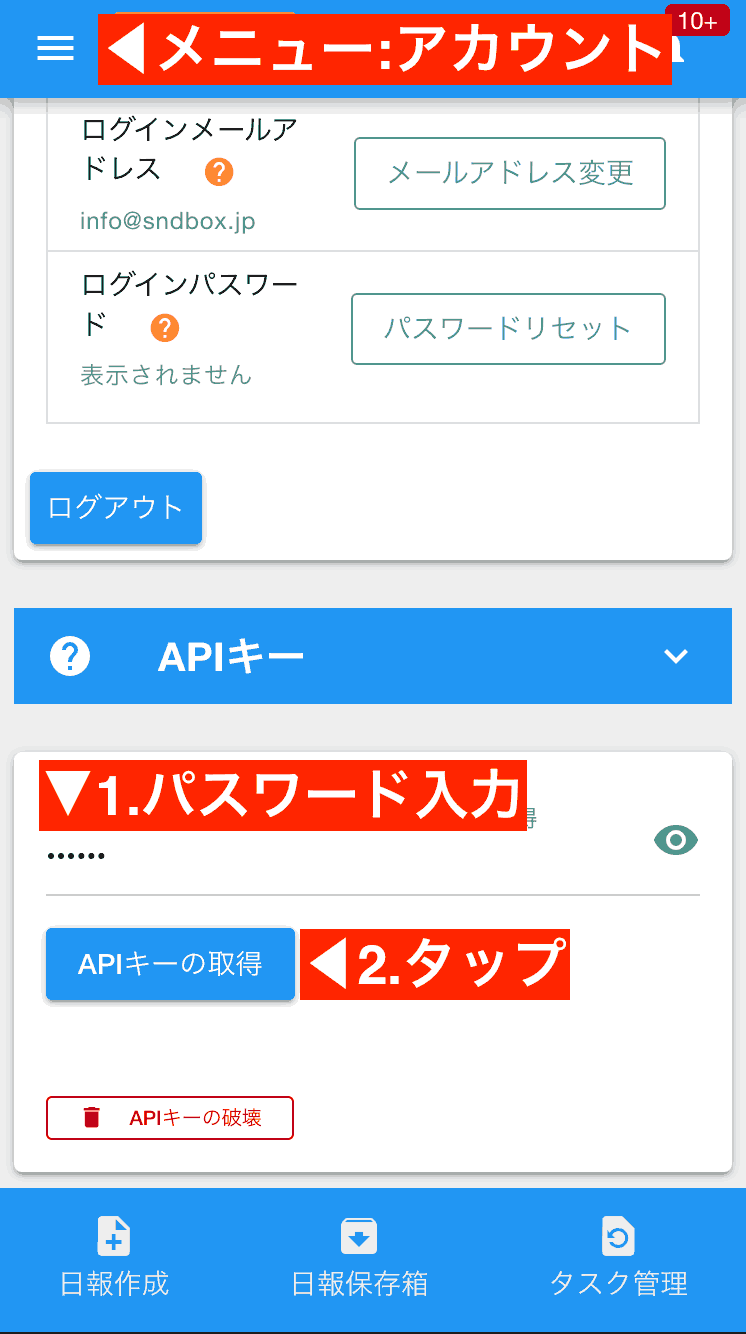 ◀メニュー:アカウント
10+
ログインメールアドレス
info@sndbox.jp
メールアドレス変更
ログインパスワード
表示されません
パスワードリセット
ログアウト
APIキー
▼1.パスワード入力
得
••••••
APIキーの取得
◀2.タップ
APIキーの破壊
日報作成
日報保存箱
タスク管理